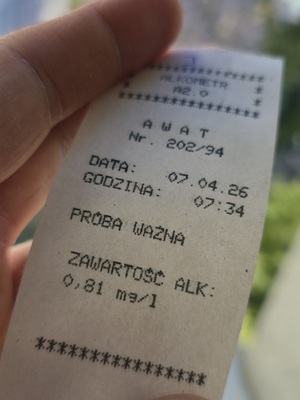 ******************
* ALKOMETR *
* A2.0 *
******************
A W A T
Nr. 202/94
DATA: 07.04.26
GODZINA: 07:34
PRÓBA WAŻNA
ZAWARTOŚĆ ALK:
0,81 mg/l
*****************